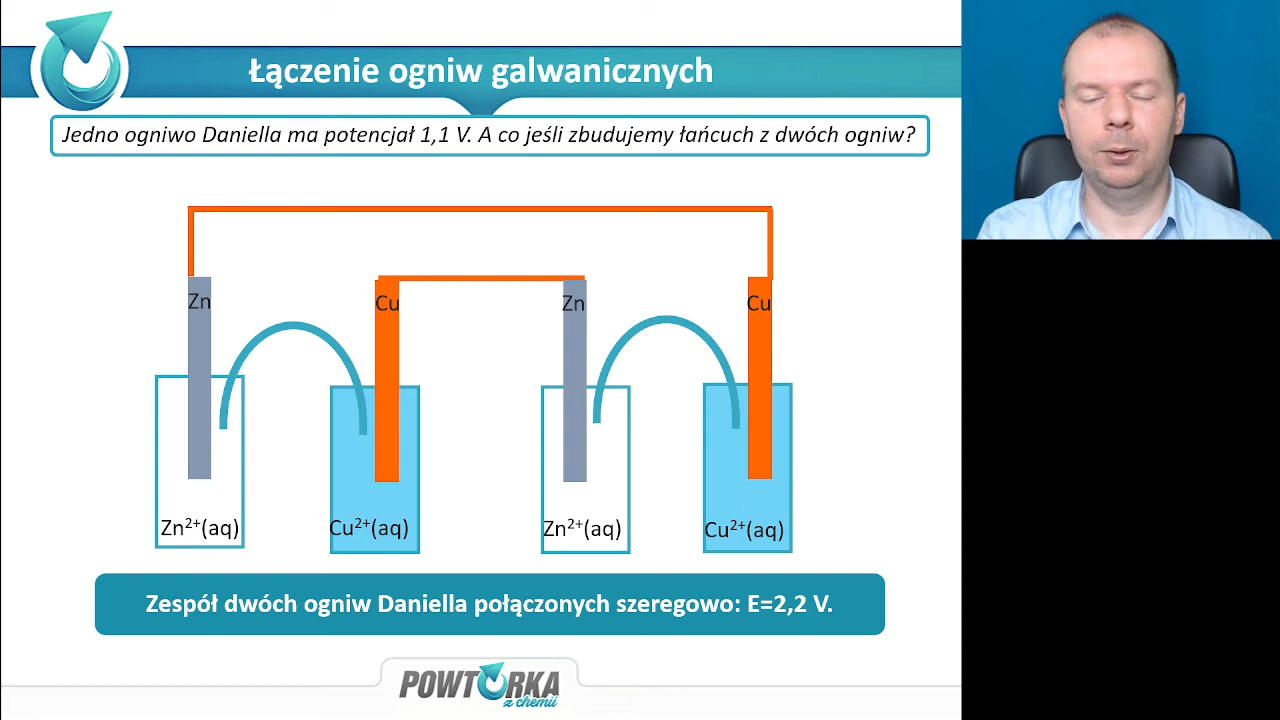 Łączenie ogniw galwanicznych
Jedno ogniwo Daniella ma potencjał 1,1 V. A co jeśli zbudujemy łańcuch z dwóch ogniw?
Zn Cu Zn Cu
Zn²⁺(aq) Cu²⁺(aq) Zn²⁺(aq) Cu²⁺(aq)
Zespół dwóch ogniw Daniella połączonych szeregowo: E=2,2 V.
POWTÓRKA
z chemii